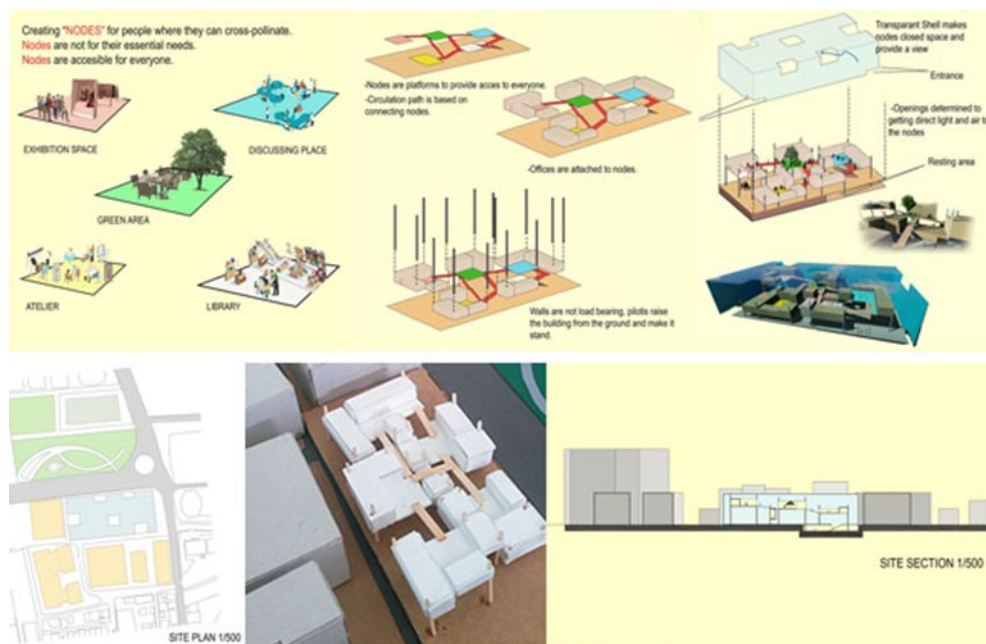 Creating "NODES" for people where they can cross-pollinate.
Nodes are not for their essential needs.
Nodes are accesible for everyone.
EXHIBITION SPACE
DISCUSSING PLACE
GREEN AREA
ATELIER
LIBRARY
-Nodes are platforms to provide acces to everyone.
-Circulation path is based on
connecting nodes.
-Offices are attached to nodes.
Walls are not load bearing, pilotis raise
the building from the ground and make it
stand.
Transparant Shell makes
nodes closed space and
provide a view
Entrance
-Openings determined to
getting direct light and air to
the nodes
Resting area
SITE PLAN 1/500
SITE SECTION 1/500